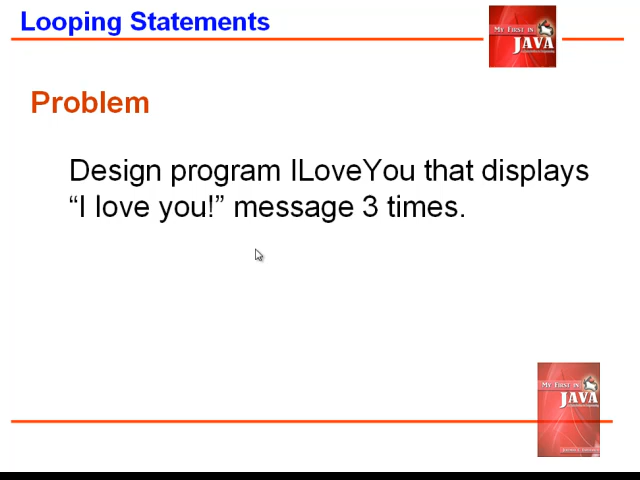 Looping Statements
MY FIRST IN
JAVA
Problem
Design program ILoveYou that displays
“I love you!” message 3 times.
MY FIRST IN
JAVA